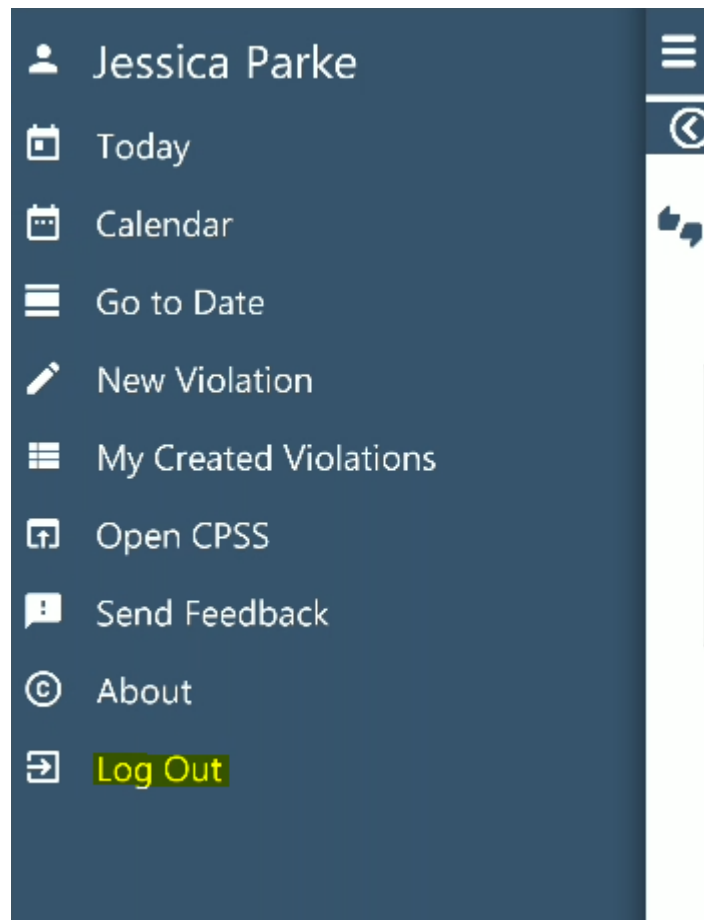 Jessica Parke
Today
Calendar
Go to Date
New Violation
My Created Violations
Open CPSS
Send Feedback
About
Log Out